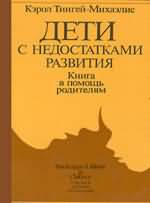 Кэрол Тингей-Михаэлис
ДЕТИ
С НЕДОСТАТКАМИ
РАЗВИТИЯ
Книга
в помощь
родителям